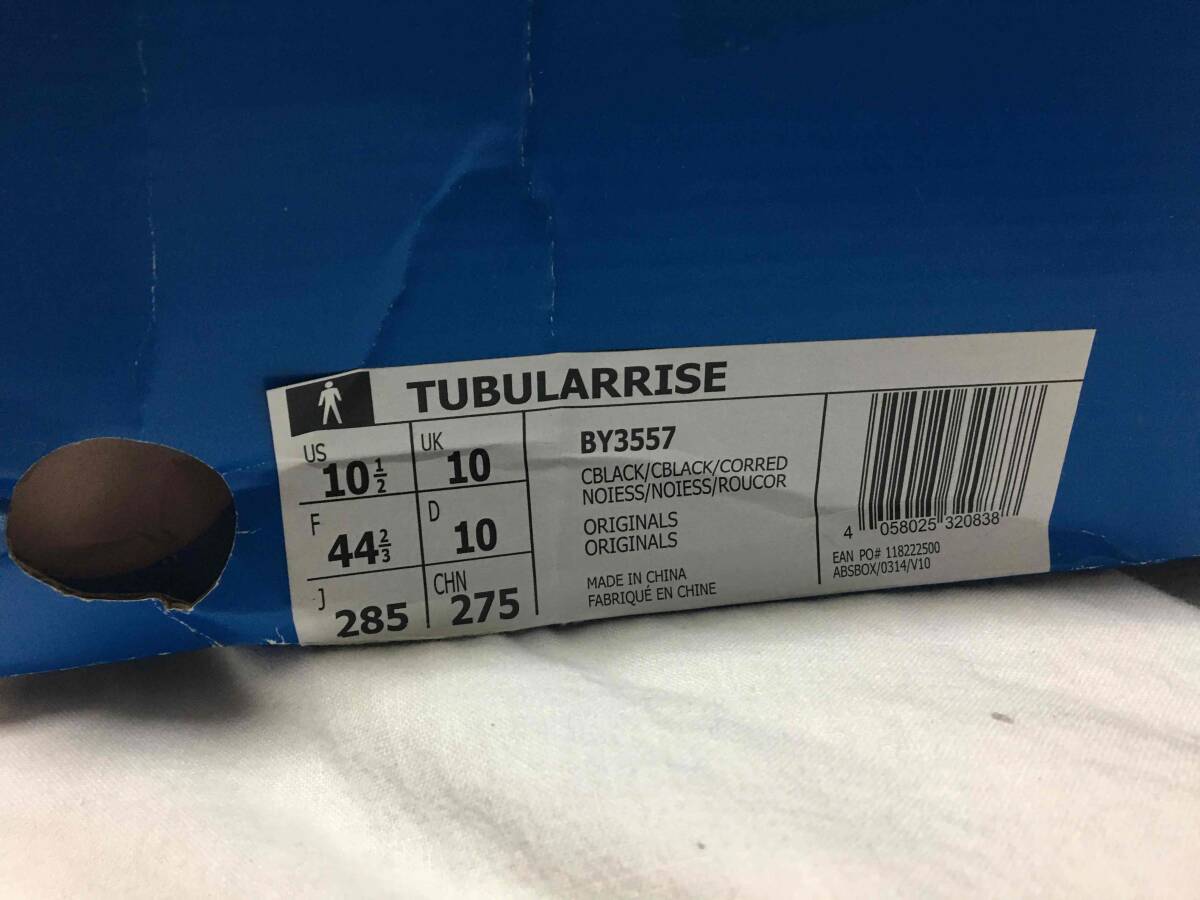 TUBULARRISE
US 10 1/2 UK 10
F 44 2/3 D 10
J 285 CHN 275
BY3557
CBLACK/CBLACK/CORRED
NOIESS/NOIESS/ROUCOR
ORIGINALS
ORIGINALS
MADE IN CHINA
FABRIQUÉ EN CHINE
4 058025 320838
EAN PO# 118222500
ABSBOX/0314/V10